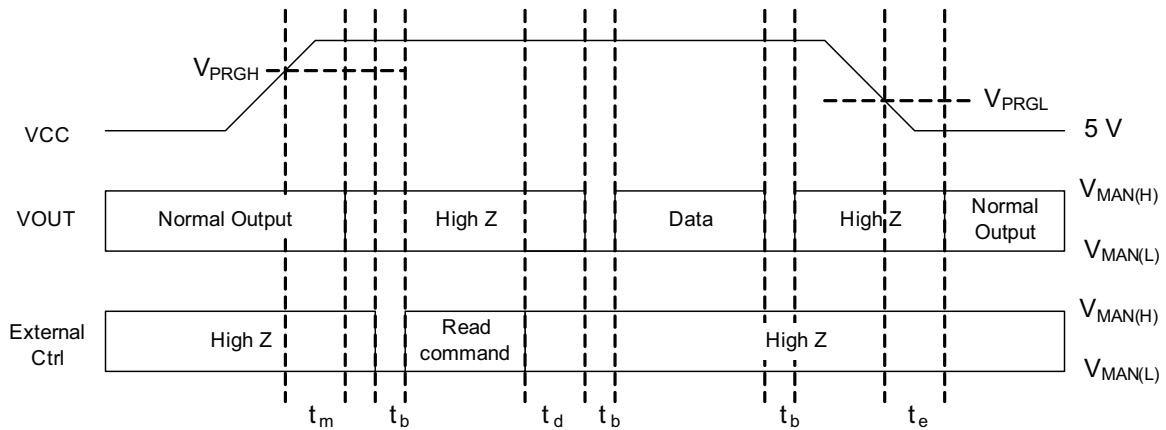 V_PRGH
V_PRGL
VCC
5 V
VOUT
Normal Output
High Z
Data
High Z
Normal
Output
V_MAN(H)
V_MAN(L)
External
Ctrl
High Z
Read
command
High Z
V_MAN(H)
V_MAN(L)
t_m
t_b
t_d
t_b
t_b
t_e